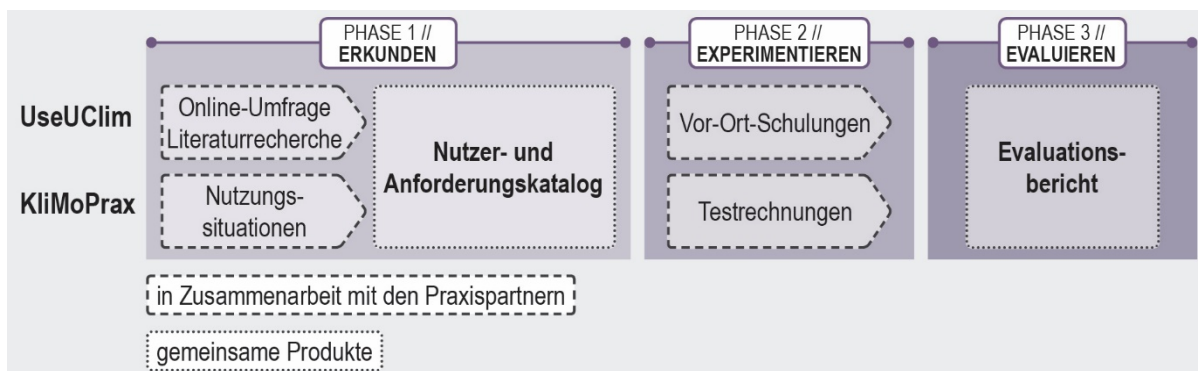 PHASE 1 //
ERKUNDEN
PHASE 2 //
EXPERIMENTIEREN
PHASE 3 //
EVALUIEREN
UseUClim
Online-Umfrage
Literaturrecherche
KliMoPrax
Nutzungs-
situationen
Nutzer- und
Anforderungskatalog
Vor-Ort-Schulungen
Testrechnungen
Evaluations-
bericht
in Zusammenarbeit mit den Praxispartnern
gemeinsame Produkte